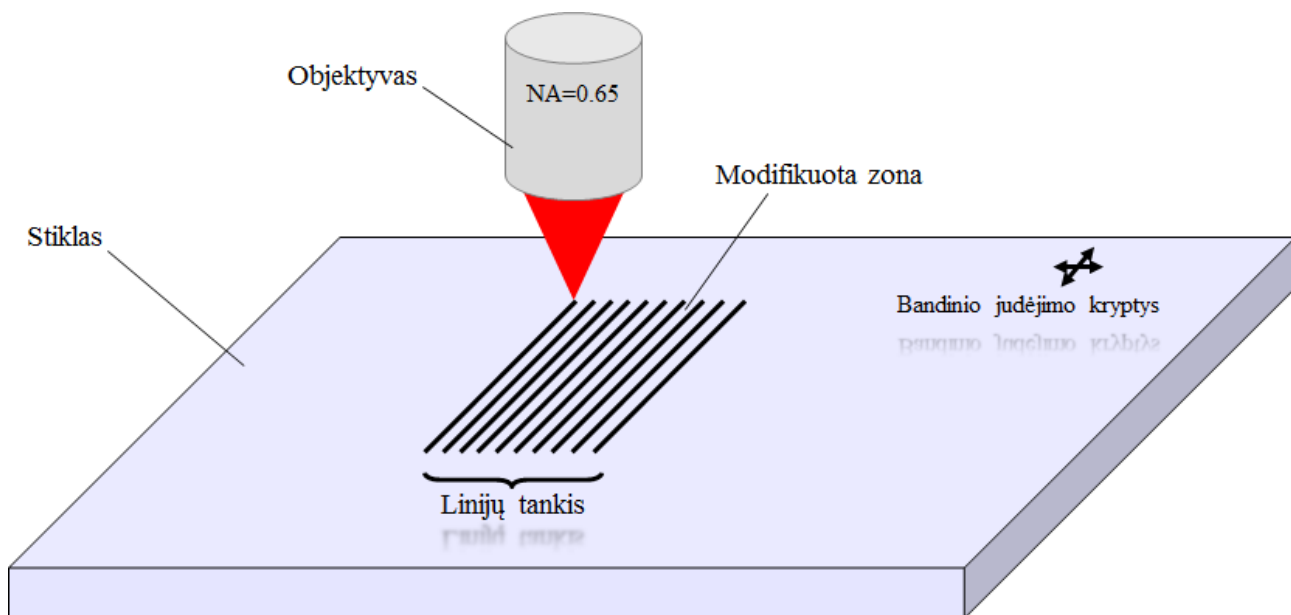 Objektyvas
NA=0.65
Modifikuota zona
Stiklas
Bandinio judėjimo kryptys
Linijų tankis